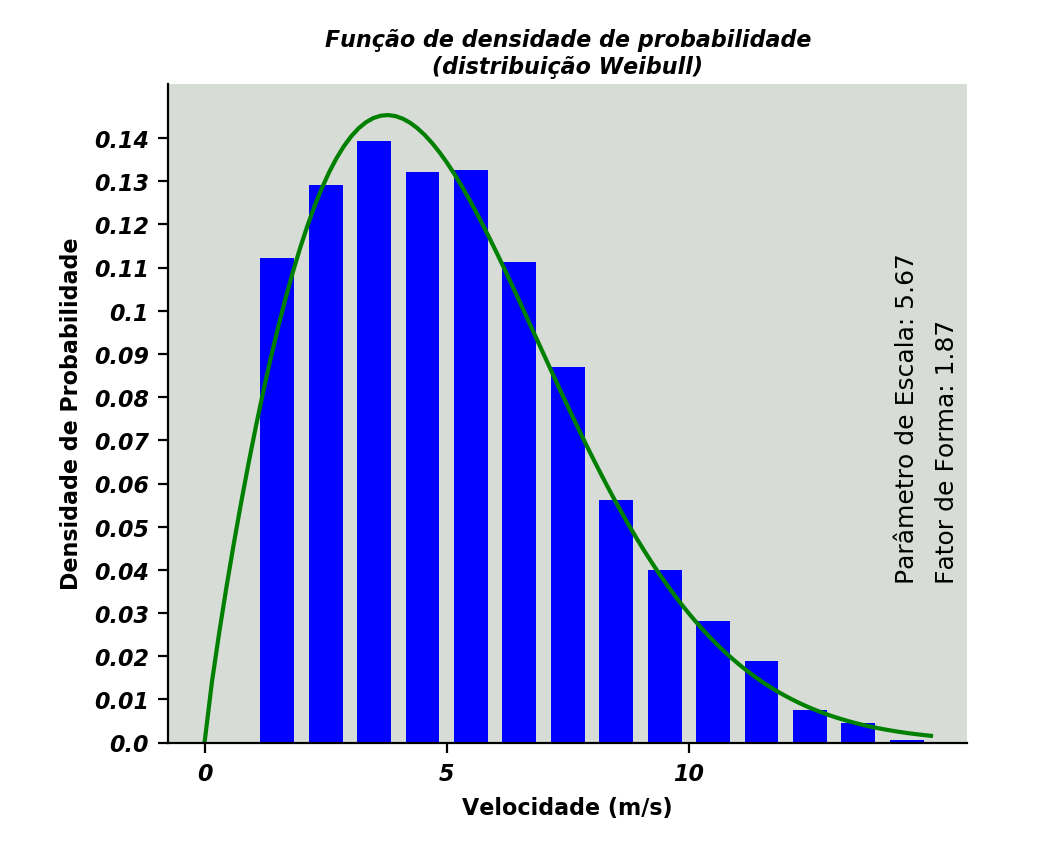 Função de densidade de probabilidade
(distribuição Weibull)
Densidade de Probabilidade
0.14
0.13
0.12
0.11
0.1
0.09
0.08
0.07
0.06
0.05
0.04
0.03
0.02
0.01
0.0
Parâmetro de Escala: 5.67
Fator de Forma: 1.87
0 5 10
Velocidade (m/s)